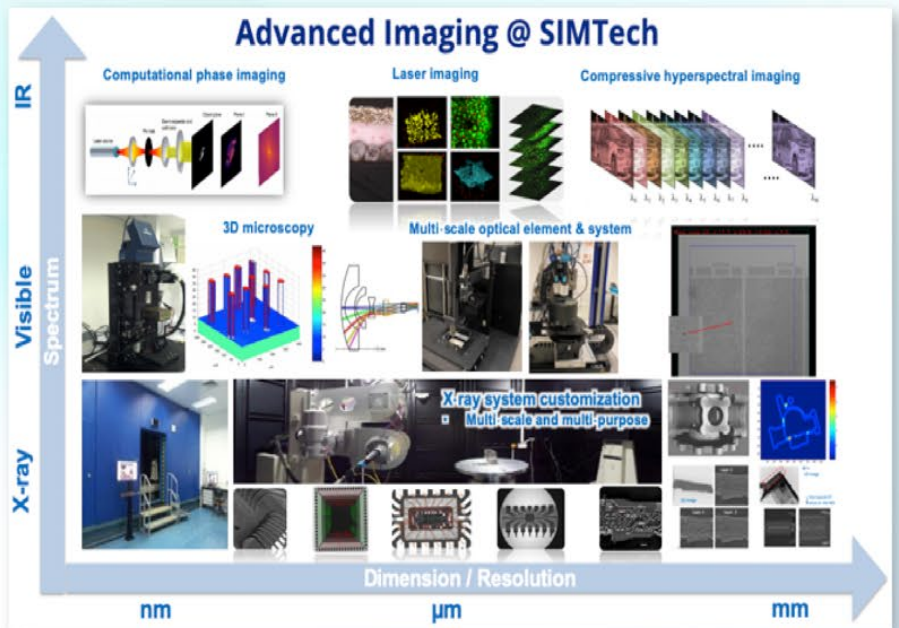 Advanced Imaging @ SIMTech
Computational phase imaging
Laser imaging
Compressive hyperspectral imaging
IR
3D microscopy
Multi-scale optical element & system
Visible
Spectrum
X-ray system customization
• Multi-scale and multi-purpose
X-ray
Dimension / Resolution
nm
μm
mm